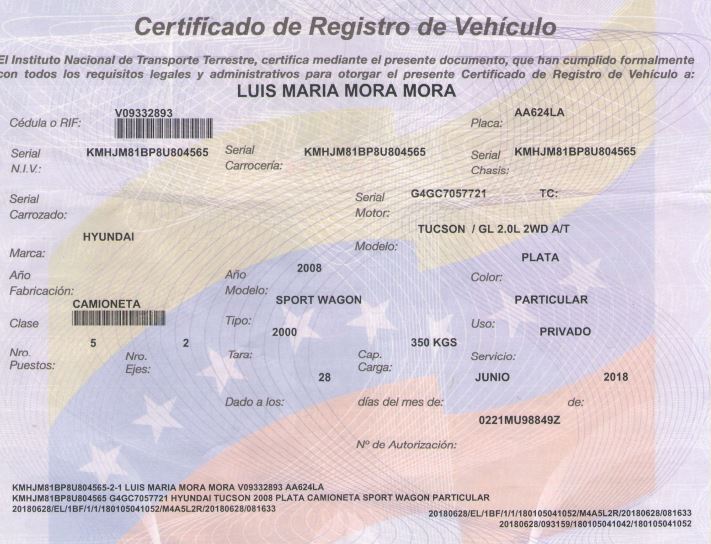 Certificado de Registro de Vehículo
El Instituto Nacional de Transporte Terrestre, certifica mediante el presente documento, que han cumplido formalmente
con todos los requisitos legales y administrativos para otorgar el presente Certificado de Registro de Vehículo a:
LUIS MARIA MORA MORA
Cédula o RIF: V09332893 Placa: AA624LA
Serial N.I.V.: KMHJM81BP8U804565 Serial Carrocería: KMHJM81BP8U804565 Serial Chasis: KMHJM81BP8U804565
Serial Carrozado: Serial Motor: G4GC7057721 TC:
Marca: HYUNDAI Modelo: TUCSON / GL 2.0L 2WD A/T
Año Fabricación: Año Modelo: 2008 Color: PLATA
Clase CAMIONETA Tipo: SPORT WAGON Uso: PARTICULAR
Nro. Puestos: 5 Nro. Ejes: 2 Tara: 2000 Cap. Carga: 350 KGS Servicio: PRIVADO
Dado a los: 28 días del mes de: JUNIO de: 2018
Nº de Autorización: 0221MU98849Z
KMHJM81BP8U804565-2-1 LUIS MARIA MORA MORA V09332893 AA624LA
KMHJM81BP8U804565 G4GC7057721 HYUNDAI TUCSON 2008 PLATA CAMIONETA SPORT WAGON PARTICULAR
20180628/EL/1BF/1/1/180105041052/M4A5L2R/20180628/081633
20180628/EL/1BF/1/1/180105041052/M4A5L2R/20180628/081633
20180628/093159/180105041042/180105041052